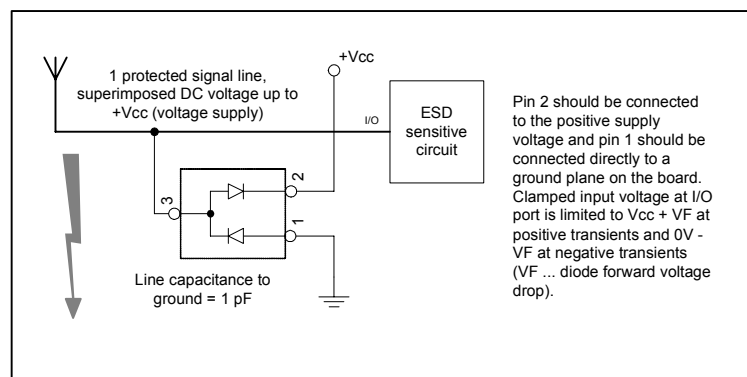 +Vcc
1 protected signal line,
superimposed DC voltage up to
+Vcc (voltage supply)
I/O
ESD
sensitive
circuit
3
2
1
Line capacitance to
ground = 1 pF
Pin 2 should be connected
to the positive supply
voltage and pin 1 should be
connected directly to a
ground plane on the board.
Clamped input voltage at I/O
port is limited to Vcc + VF at
positive transients and 0V -
VF at negative transients
(VF ... diode forward voltage
drop).